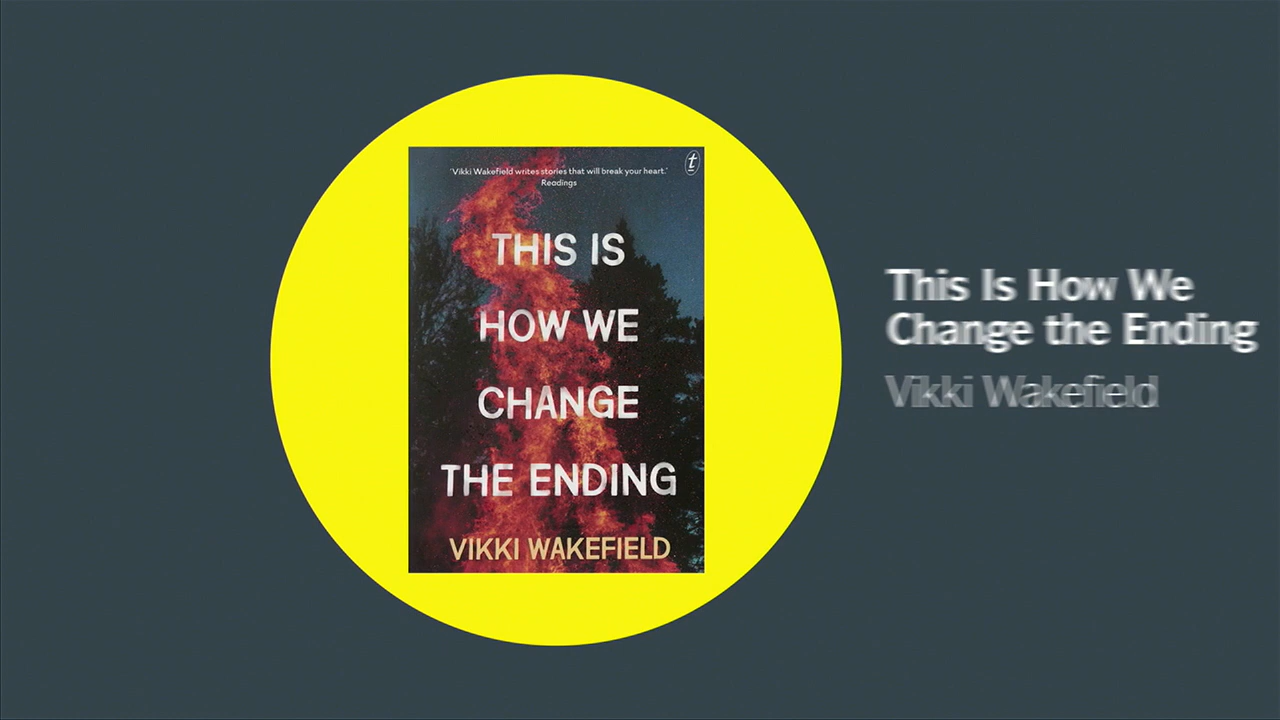 'Vikki Wakefield writes stories that will break your heart.'
Readings
t
THIS IS
HOW WE
CHANGE
THE ENDING
VIKKI WAKEFIELD
This Is How We
Change the Ending
Vikki Wakefield